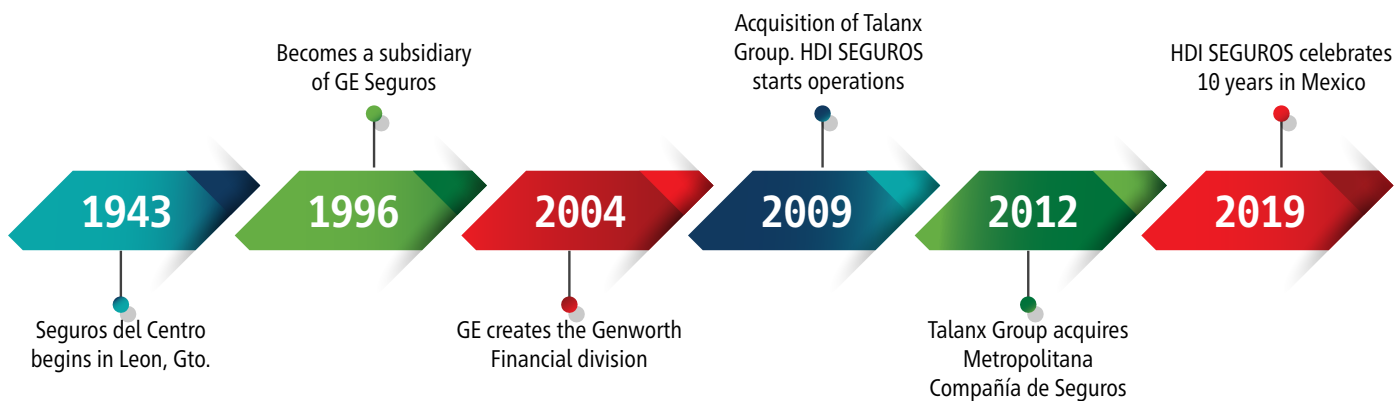 1943
Seguros del Centro
begins in Leon, Gto.
Becomes a subsidiary
of GE Seguros
1996
2004
GE creates the Genworth
Financial division
Acquisition of Talanx
Group. HDI SEGUROS
starts operations
2009
2012
Talanx Group acquires
Metropolitana
Compañía de Seguros
HDI SEGUROS celebrates
10 years in Mexico
2019